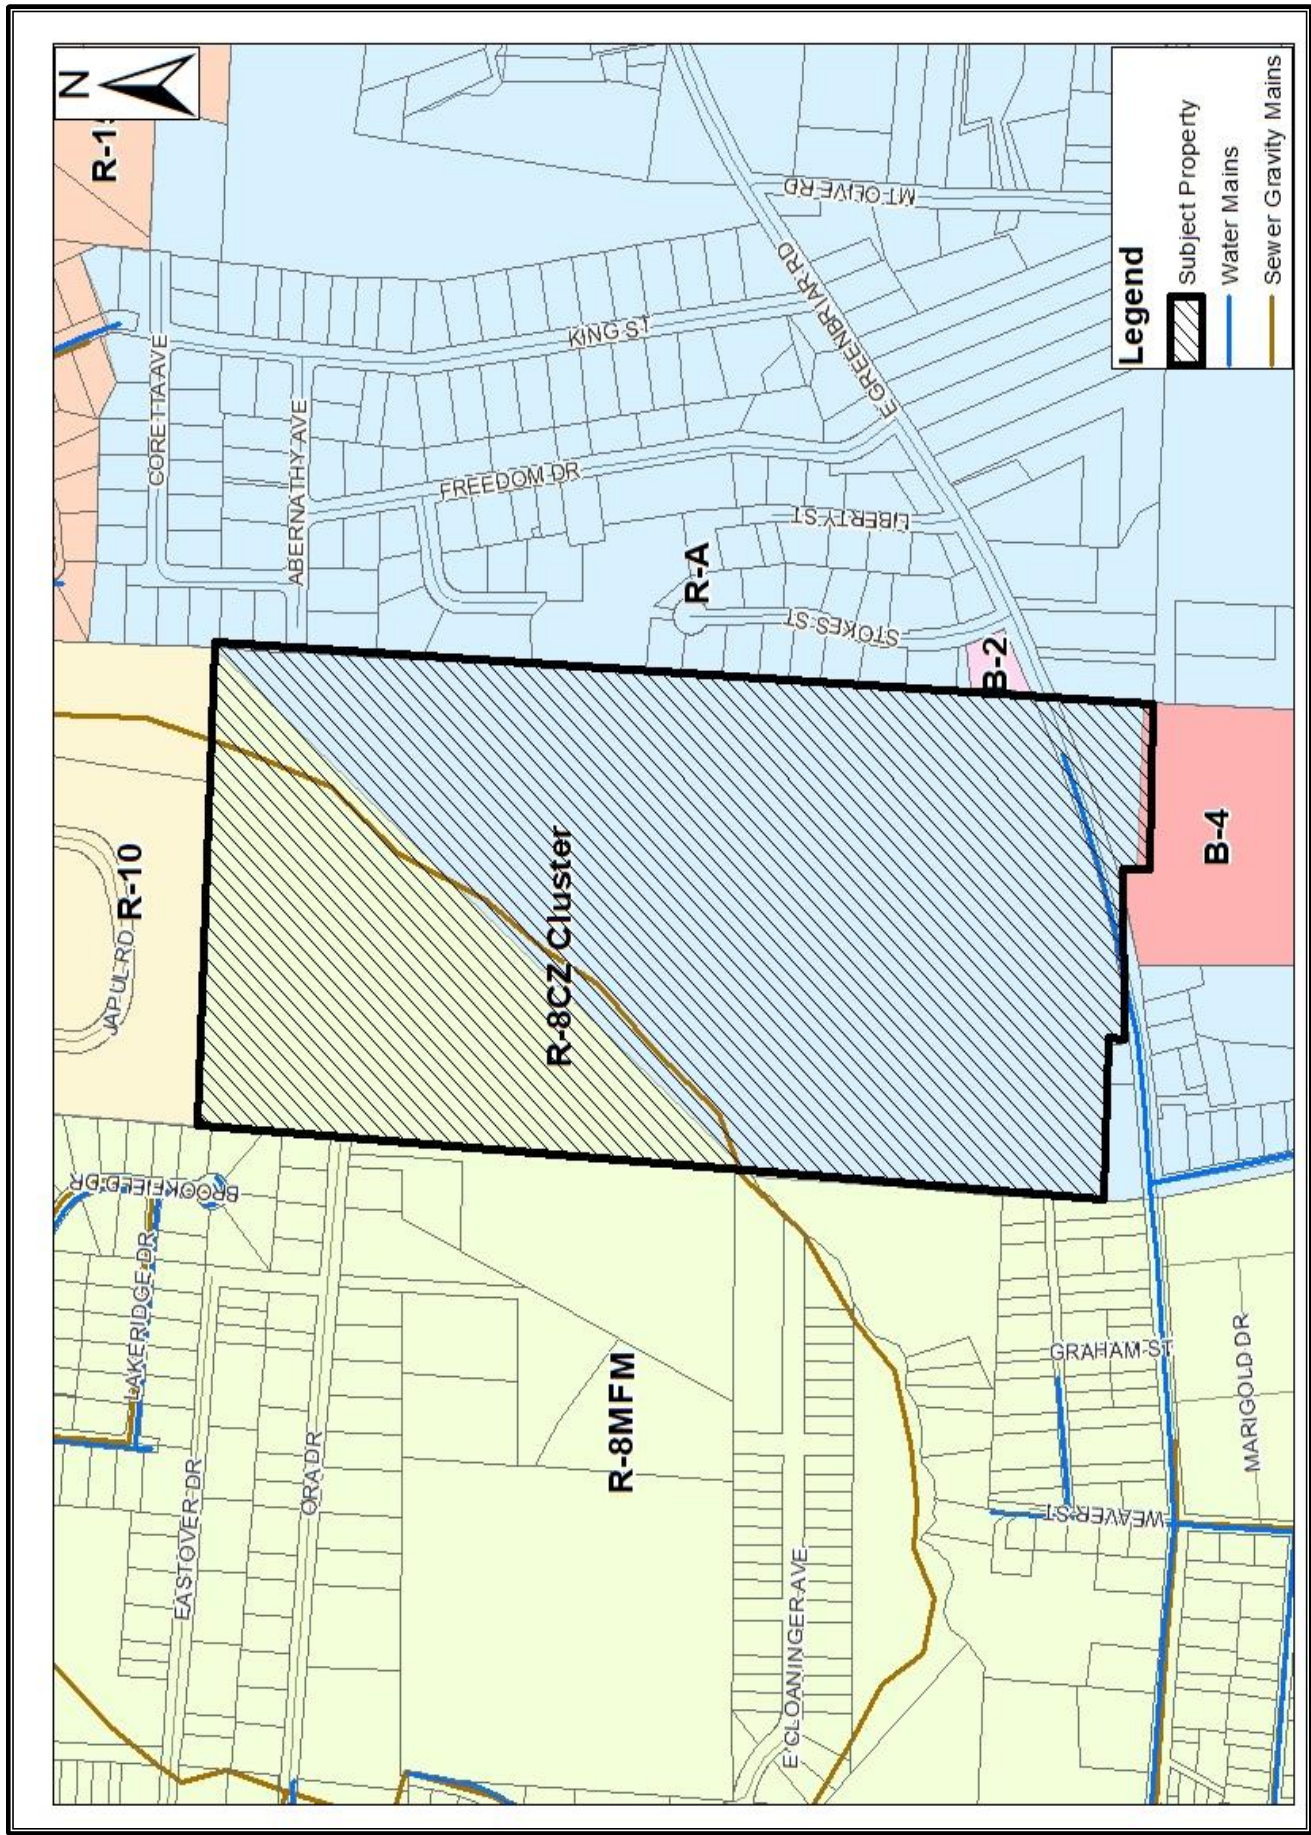 N
R-1
CORETTA AVE
ABERNATHY AVE
KING ST
FREEDOM DR
MT OLIVE RD
E GREENBRIAR RD
LIBERTY ST
R-A
STOKES ST
B-2
JAPUL RD
R-10
R-8CZ Cluster
B-4
BROOKFIELD DR
LAKERIDGE DR
EASTOVER DR
ORA DR
R-8MFM
E CLOANINGER AVE
GRAHAM ST
WEAVER ST
MARIGOLD DR
Legend
Subject Property
Water Mains
Sewer Gravity Mains